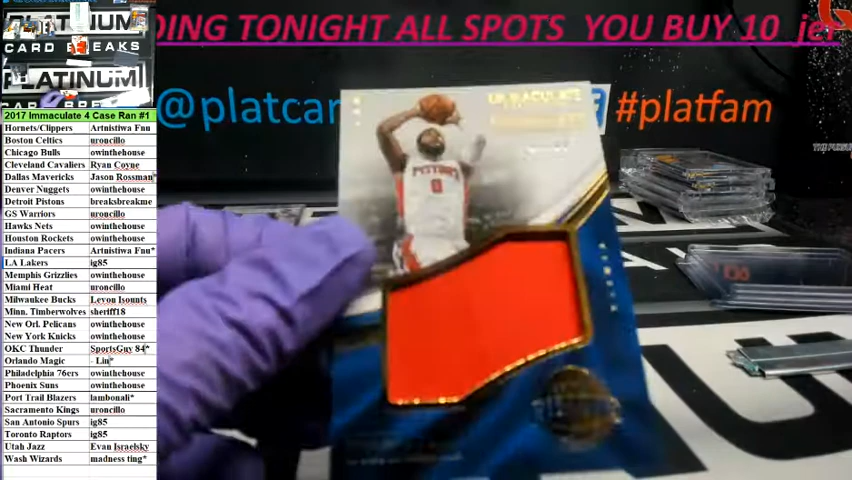 PLATINUM
CARD BREAKS
PLATINUM
DING TONIGHT ALL SPOTS YOU BUY 10 jer
@platcar
#platfam
2017 Immaculate 4 Case Ran #1
Hornets/Clippers Artnistiwa Fnu
Boston Celtics uroncillo
Chicago Bulls owinthehouse
Cleveland Cavaliers Ryan Coyne
Dallas Mavericks Jason Rossman*
Denver Nuggets owinthehouse
Detroit Pistons breaksbreakme
GS Warriors uroncillo
Hawks Nets owinthehouse
Houston Rockets owinthehouse
Indiana Pacers Artnistiwa Fnu*
LA Lakers ig85
Memphis Grizzlies owinthehouse
Miami Heat uroncillo
Milwaukee Bucks Levon Isounts
Minn. Timberwolves sheriff18
New Orl. Pelicans owinthehouse
New York Knicks owinthehouse
OKC Thunder SportsGuy 84*
Orlando Magic - Lin*
Philadelphia 76ers owinthehouse
Phoenix Suns owinthehouse
Port Trail Blazers lambonali*
Sacramento Kings uroncillo
San Antonio Spurs ig85
Toronto Raptors ig85
Utah Jazz Evan Israelsky
Wash Wizards madness ting*
IMMACULATE
PISTONS